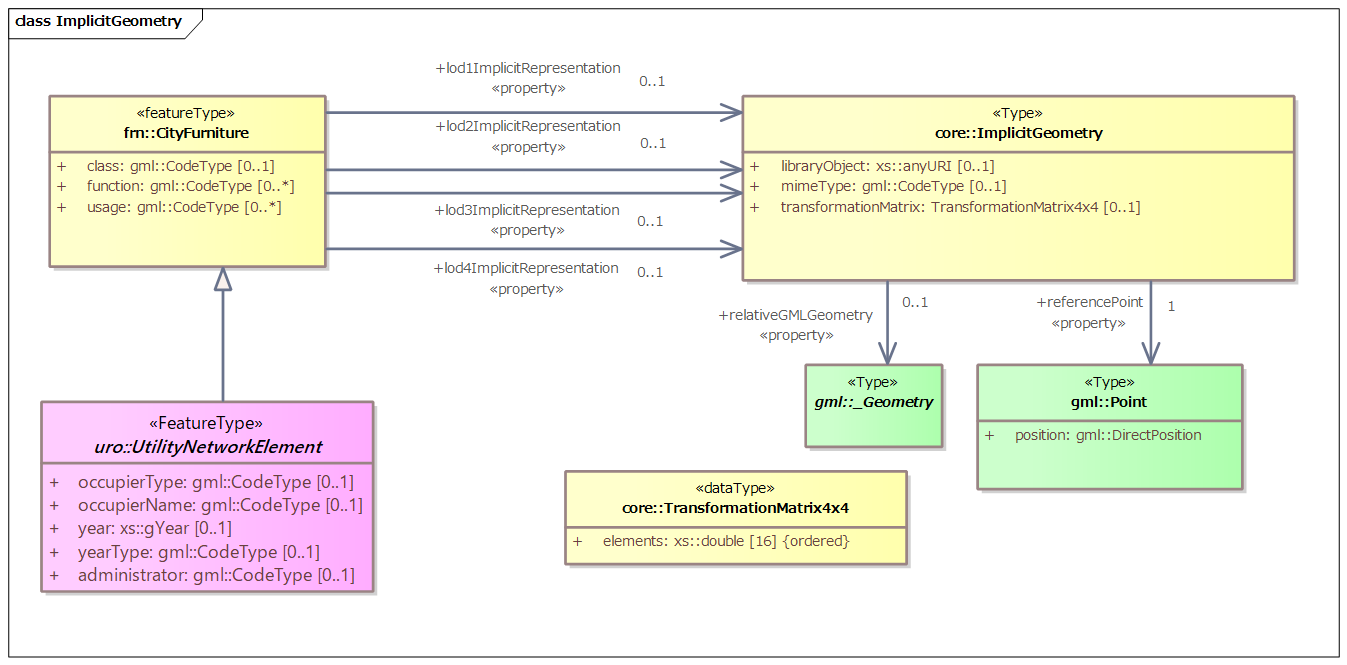 class ImplicitGeometry
+lod1ImplicitRepresentation
«property»
0..1
«featureType»
frn::CityFurniture
+ class: gml::CodeType [0..1]
+ function: gml::CodeType [0..*]
+ usage: gml::CodeType [0..*]
+lod2ImplicitRepresentation
«property»
0..1
+lod3ImplicitRepresentation
«property»
0..1
+lod4ImplicitRepresentation
«property»
0..1
«Type»
core::ImplicitGeometry
+ libraryObject: xs::anyURI [0..1]
+ mimeType: gml::CodeType [0..1]
+ transformationMatrix: TransformationMatrix4x4 [0..1]
+relativeGMLGeometry
«property»
0..1
+referencePoint
«property»
1
«Type»
gml::_Geometry
«Type»
gml::Point
+ position: gml::DirectPosition
«FeatureType»
uro::UtilityNetworkElement
+ occupierType: gml::CodeType [0..1]
+ occupierName: gml::CodeType [0..1]
+ year: xs::gYear [0..1]
+ yearType: gml::CodeType [0..1]
+ administrator: gml::CodeType [0..1]
«dataType»
core::TransformationMatrix4x4
+ elements: xs::double [16] {ordered}